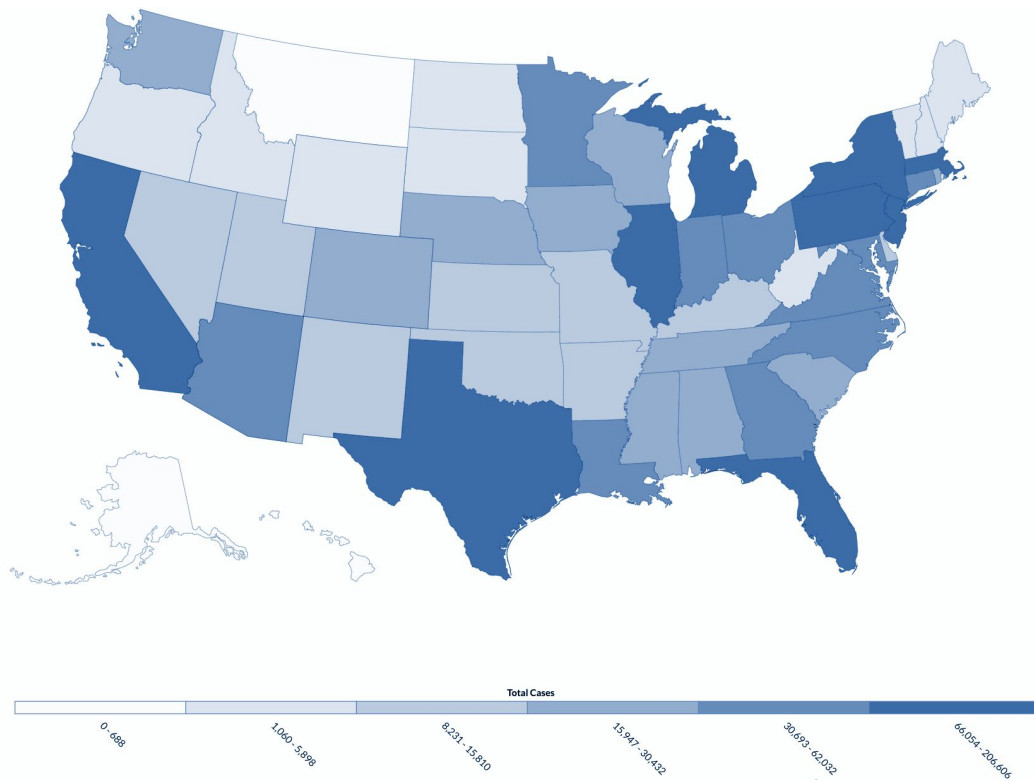 Total Cases
0 - 688
1,060 - 5,898
8,231 - 15,810
15,947 - 30,432
30,693 - 62,032
66,054 - 206,606